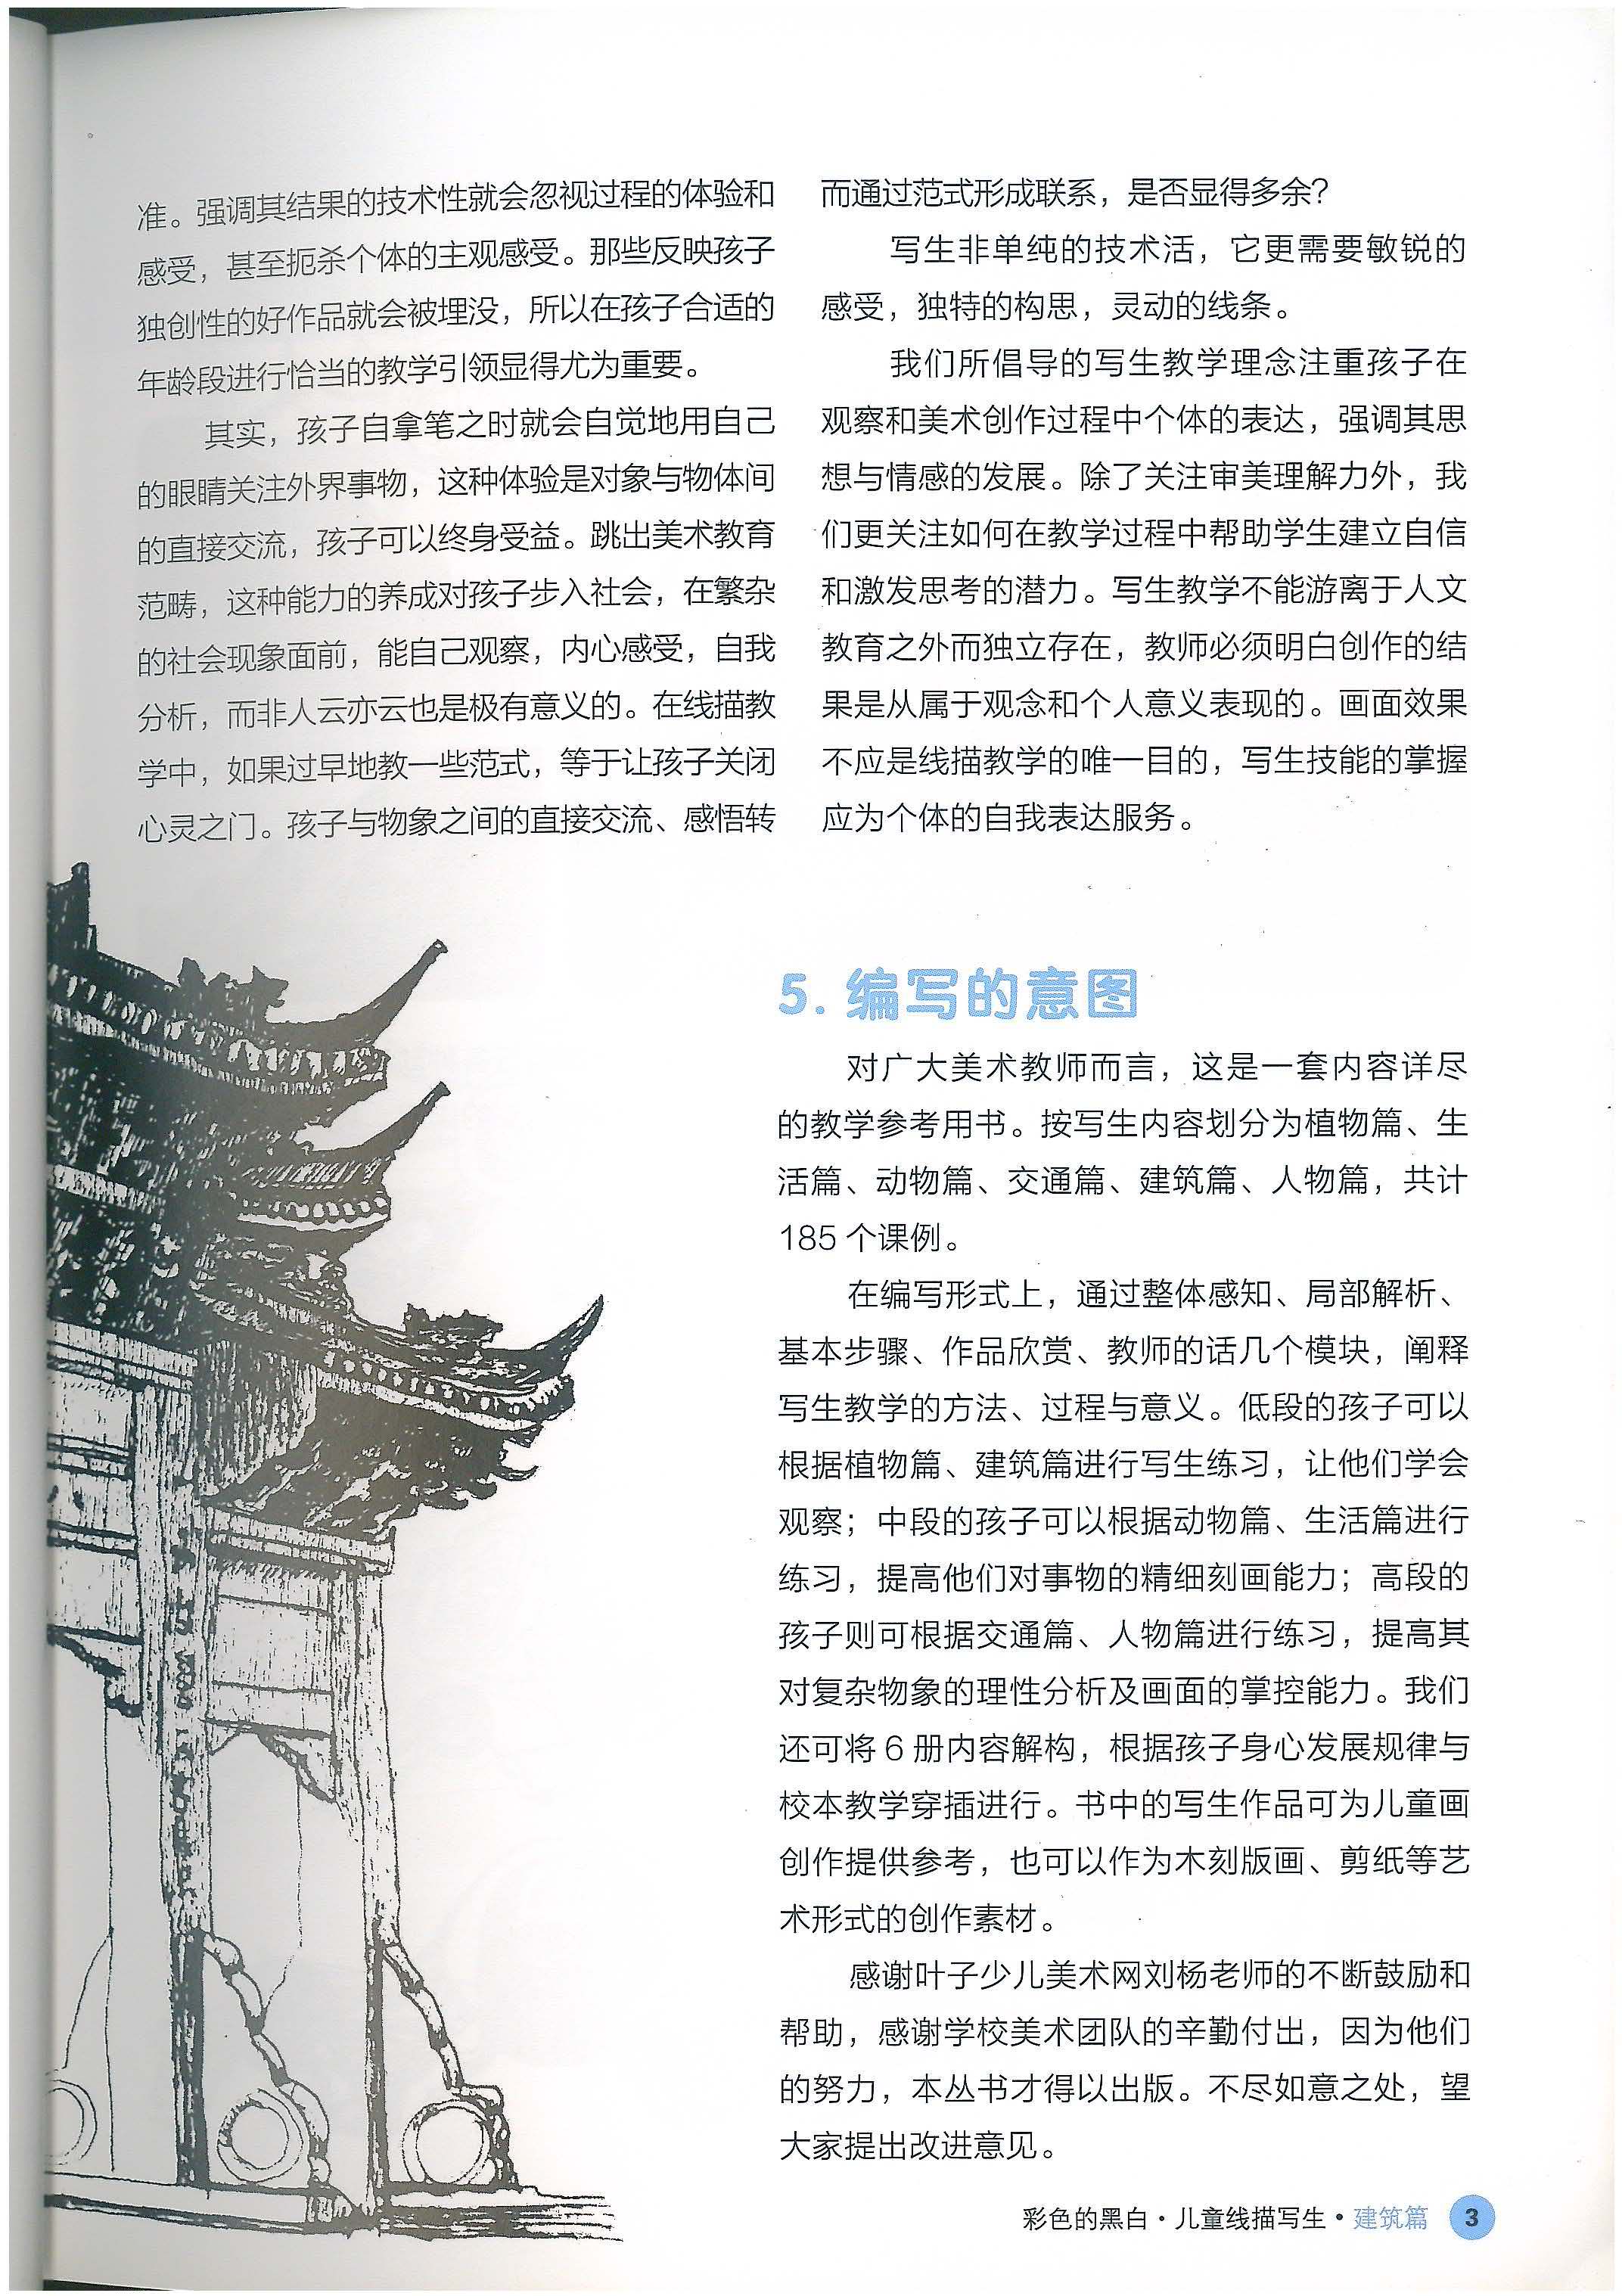 准。强调其结果的技术性就会忽视过程的体验和
感受，甚至扼杀个体的主观感受。那些反映孩子
独创性的好作品就会被埋没，所以在孩子合适的
年龄段进行恰当的教学引领显得尤为重要。
其实，孩子自拿笔之时就会自觉地用自己
的眼睛关注外界事物，这种体验是对象与物体间
的直接交流，孩子可以终身受益。跳出美术教育
范畴，这种能力的养成对孩子步入社会，在繁杂
的社会现象面前，能自己观察，内心感受，自我
分析，而非人云亦云也是极有意义的。在线描教
学中，如果过早地教一些范式，等于让孩子关闭
心灵之门。孩子与物象之间的直接交流、感悟转
而通过范式形成联系，是否显得多余？
写生非单纯的技术活，它更需要敏锐的
感受，独特的构思，灵动的线条。
我们所倡导的写生教学理念注重孩子在
观察和美术创作过程中个体的表达，强调其思
想与情感的发展。除了关注审美理解力外，我
们更关注如何在教学过程中帮助学生建立自信
和激发思考的潜力。写生教学不能游离于人文
教育之外而独立存在，教师必须明白创作的结
果是从属于观念和个人意义表现的。画面效果
不应是线描教学的唯一目的，写生技能的掌握
应为个体的自我表达服务。
5. 编写的意图
对广大美术教师而言，这是一套内容详尽
的教学参考用书。按写生内容划分为植物篇、生
活篇、动物篇、交通篇、建筑篇、人物篇，共计
185 个课例。
在编写形式上，通过整体感知、局部解析、
基本步骤、作品欣赏、教师的话几个模块，阐释
写生教学的方法、过程与意义。低段的孩子可以
根据植物篇、建筑篇进行写生练习，让他们学会
观察；中段的孩子可以根据动物篇、生活篇进行
练习，提高他们对事物的精细刻画能力；高段的
孩子则可根据交通篇、人物篇进行练习，提高其
对复杂物象的理性分析及画面的掌控能力。我们
还可将 6 册内容解构，根据孩子身心发展规律与
校本教学穿插进行。书中的写生作品可为儿童画
创作提供参考，也可以作为木刻版画、剪纸等艺
术形式的创作素材。
感谢叶子少儿美术网刘杨老师的不断鼓励和
帮助，感谢学校美术团队的辛勤付出，因为他们
的努力，本丛书才得以出版。不尽如意之处，望
大家提出改进意见。
彩色的黑白·儿童线描写生·建筑篇 3